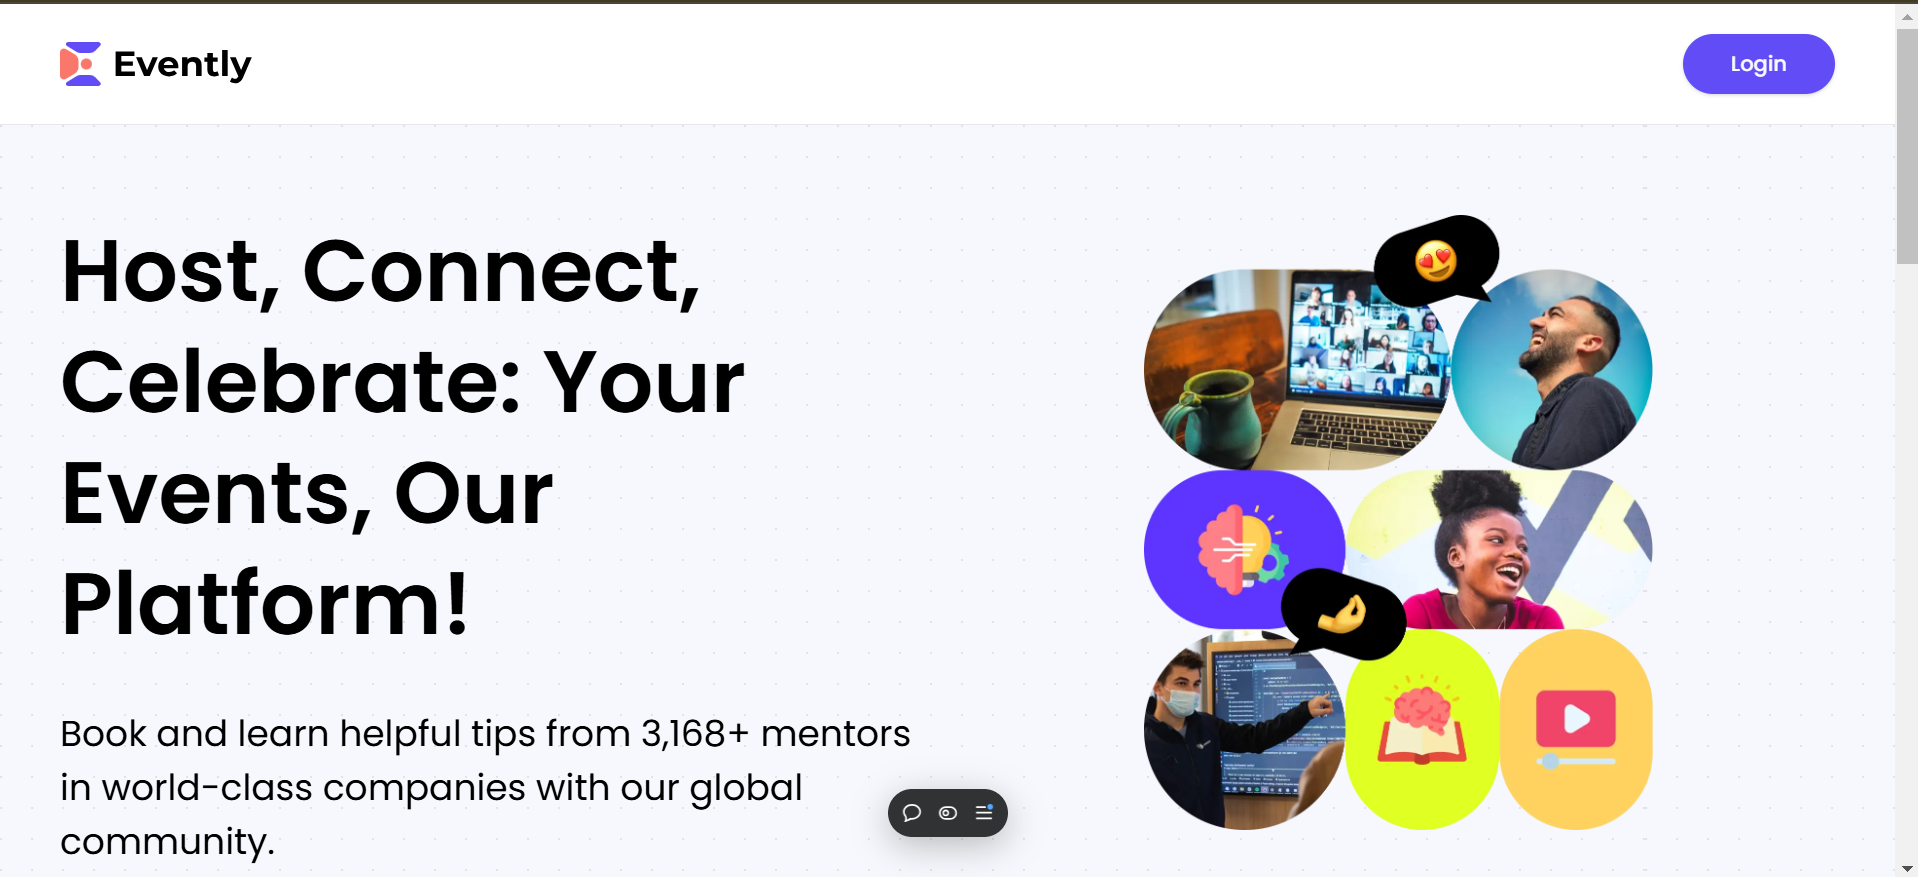 Evently
Login
Host, Connect,
Celebrate: Your
Events, Our
Platform!
Book and learn helpful tips from 3,168+ mentors
in world-class companies with our global
community.